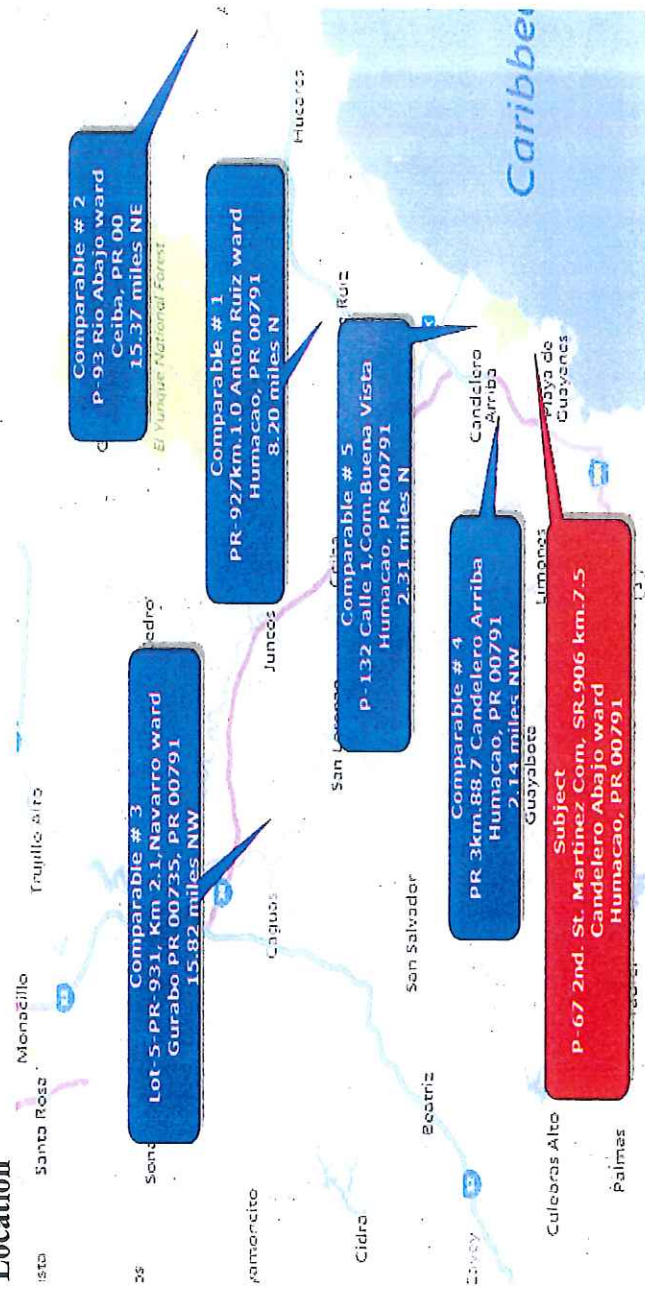 Location
Santa Rosa
Monacillo
Trujillo Alto
Comparable # 2
P-93 Rio Abajo ward
Ceiba, PR 00
15.37 miles NE
El Yunque National Forest
Comparable # 3
Lot-5-PR-931, Km 2.1,Navarro ward
Gurabo PR 00735, PR 00791
15.82 miles NW
Comparable # 1
PR-927km.1.0 Anton Ruiz ward
Humacao, PR 00791
8.20 miles N
Hucares
Juncos
Caguas
Cidra
Ruiz
Comparable # 5
P-132 Calle 1,Com.Buena Vista
Humacao, PR 00791
2.31 miles N
San Salvador
Beatriz
Comparable # 4
PR 3km.88.7 Candelero Arriba
Humacao, PR 00791
2.14 miles NW
Candelero
Arriba
Caribbe
Guayabota
Limones
Playa de
Guayanes
Culebras Alto
Palmas
Subject
P-67 2nd. St. Martinez Com, SR.906 km.7.5
Candelero Abajo ward
Humacao, PR 00791